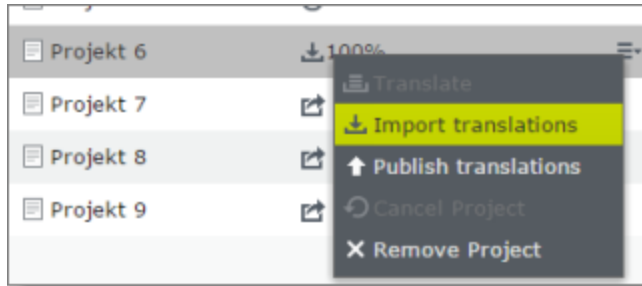 Projekt 6
100%
Translate
Projekt 7
Import translations
Projekt 8
Publish translations
Projekt 9
Cancel Project
Remove Project